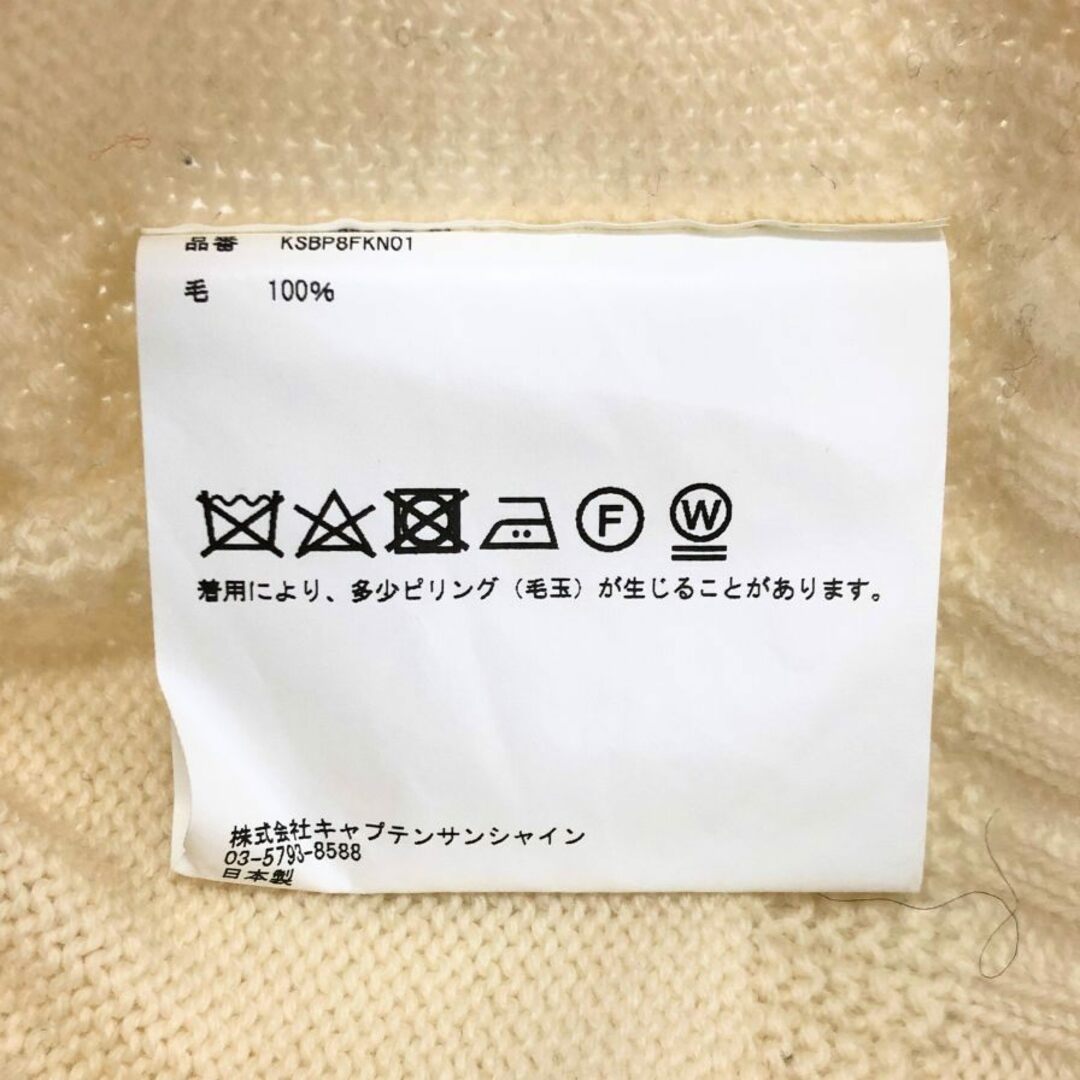 品番 KSBP8FKN01
毛 100%
F W
着用により、多少ピリング（毛玉）が生じることがあります。
株式会社キャプテンサンシャイン
03-5793-8588
日本製